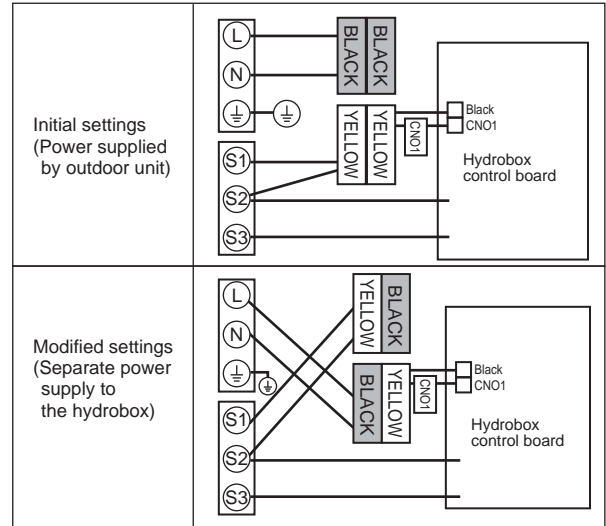 Initial settings
(Power supplied
by outdoor unit)
L
N
S1
S2
S3
BLACK
BLACK
YELLOW
YELLOW
CNO1
Black
CNO1
Hydrobox
control board
Modified settings
(Separate power
supply to
the hydrobox)
L
N
S1
S2
S3
YELLOW
BLACK
BLACK
YELLOW
CNO1
Black
CNO1
Hydrobox
control board